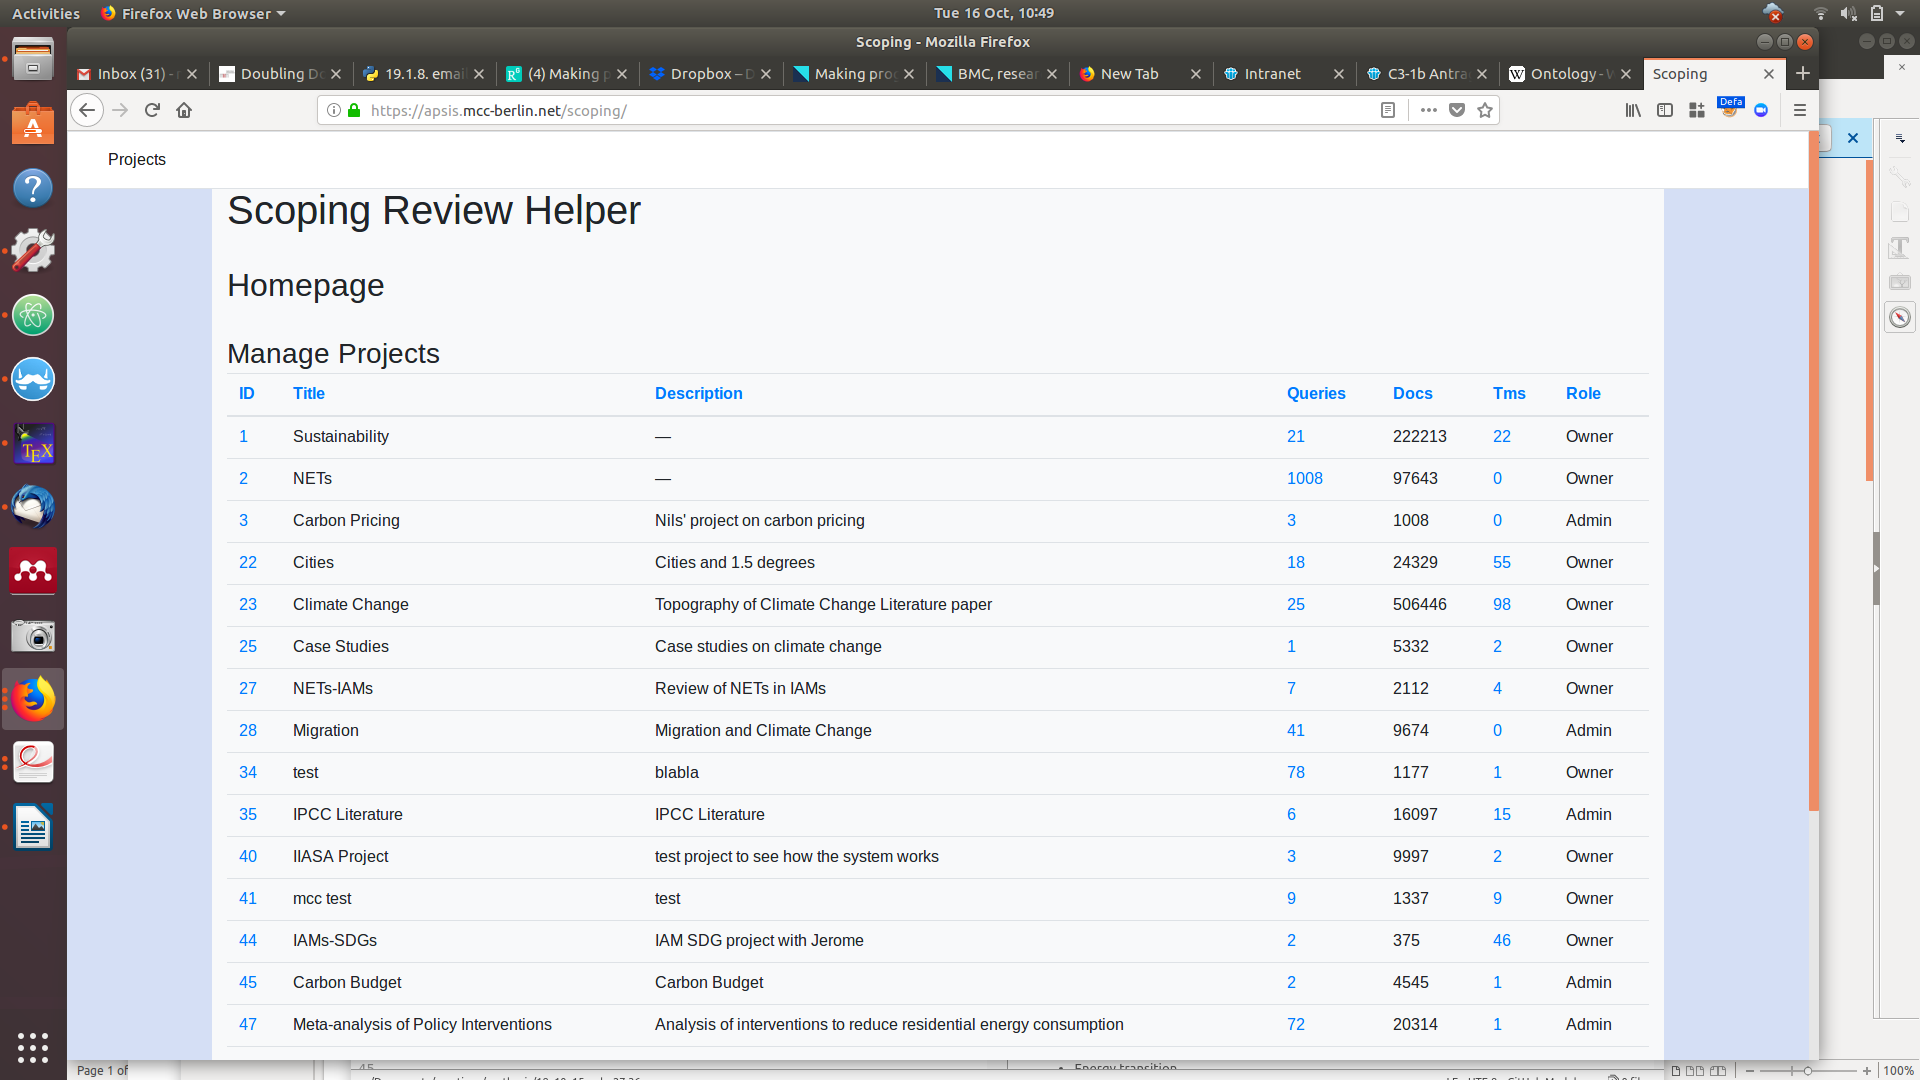 Activities Firefox Web Browser Tue 16 Oct, 10:49
Scoping - Mozilla Firefox
Inbox (31) - Doubling D 19.1.8. emai (4) Making p Dropbox – D Making pro BMC, resear New Tab Intranet C3-1b Antra Ontology - W Scoping
https://apsis.mcc-berlin.net/scoping/ Defa
Projects
Scoping Review Helper
Homepage
Manage Projects
ID Title Description Queries Docs Tms Role
1 Sustainability — 21 222213 22 Owner
2 NETs — 1008 97643 0 Owner
3 Carbon Pricing Nils' project on carbon pricing 3 1008 0 Admin
22 Cities Cities and 1.5 degrees 18 24329 55 Owner
23 Climate Change Topography of Climate Change Literature paper 25 506446 98 Owner
25 Case Studies Case studies on climate change 1 5332 2 Owner
27 NETs-IAMs Review of NETs in IAMs 7 2112 4 Owner
28 Migration Migration and Climate Change 41 9674 0 Admin
34 test blabla 78 1177 1 Owner
35 IPCC Literature IPCC Literature 6 16097 15 Admin
40 IIASA Project test project to see how the system works 3 9997 2 Owner
41 mcc test test 9 1337 9 Owner
44 IAMs-SDGs IAM SDG project with Jerome 2 375 46 Owner
45 Carbon Budget Carbon Budget 2 4545 1 Admin
47 Meta-analysis of Policy Interventions Analysis of interventions to reduce residential energy consumption 72 20314 1 Admin
Page 1 of 45 Energy transition 100%